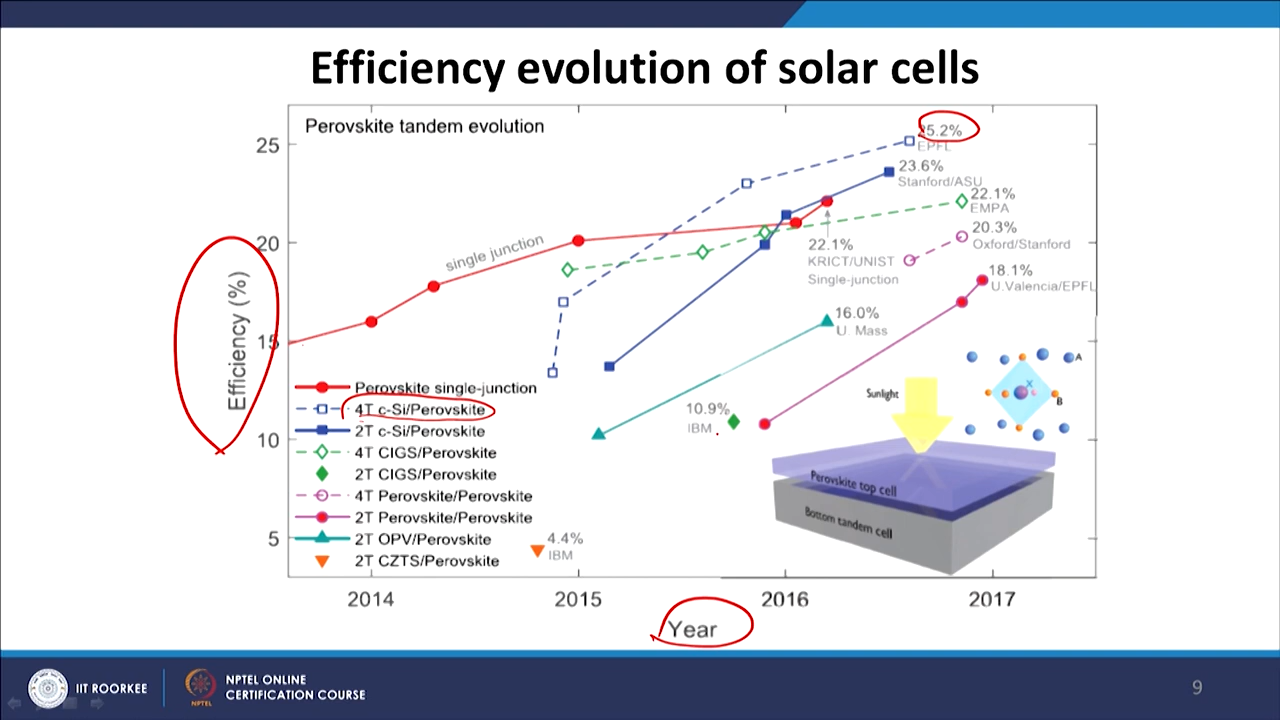 Efficiency evolution of solar cells
Perovskite tandem evolution
25
20
15
10
5
Efficiency (%)
2014
2015
2016
2017
Year
single junction
25.2%
EPFL
23.6%
Stanford/ASU
22.1%
EMPA
20.3%
Oxford/Stanford
22.1%
KRICT/UNIST
Single-junction
18.1%
U.Valencia/EPFL
16.0%
U. Mass
10.9%
IBM
4.4%
IBM
Perovskite single-junction
4T c-Si/Perovskite
2T c-Si/Perovskite
4T CIGS/Perovskite
2T CIGS/Perovskite
4T Perovskite/Perovskite
2T Perovskite/Perovskite
2T OPV/Perovskite
2T CZTS/Perovskite
Sunlight
A
X
B
Perovskite top cell
Bottom tandem cell
IIT ROORKEE
NPTEL
NPTEL ONLINE
CERTIFICATION COURSE
9